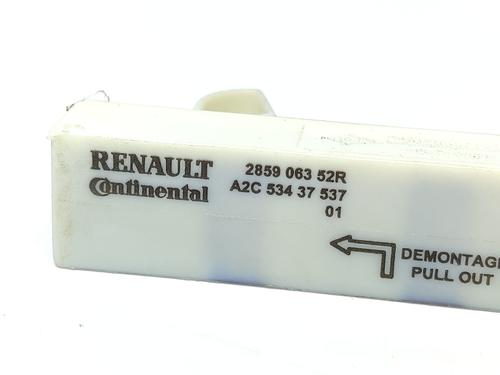 RENAULT
Continental
2859 063 52R
A2C 534 37 537
01
DEMONTAGE
PULL OUT